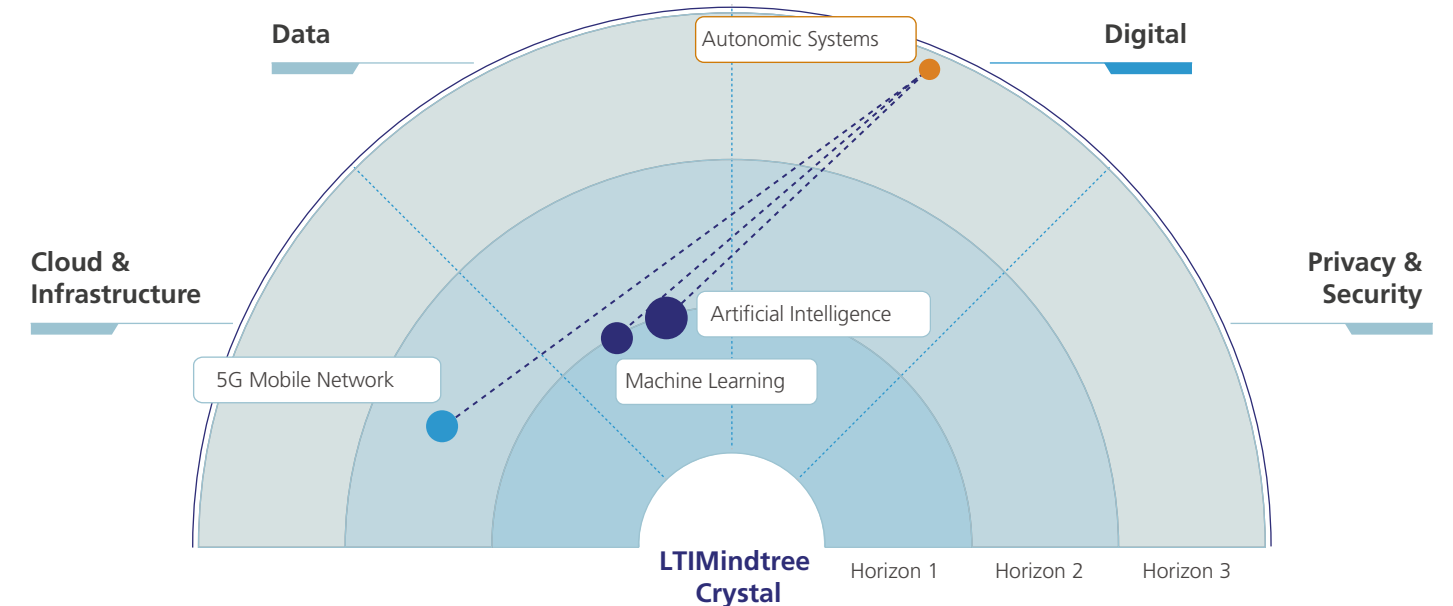 Data
Autonomic Systems
Digital
Cloud &
Infrastructure
Privacy &
Security
Artificial Intelligence
5G Mobile Network
Machine Learning
LTIMindtree
Crystal
Horizon 1
Horizon 2
Horizon 3